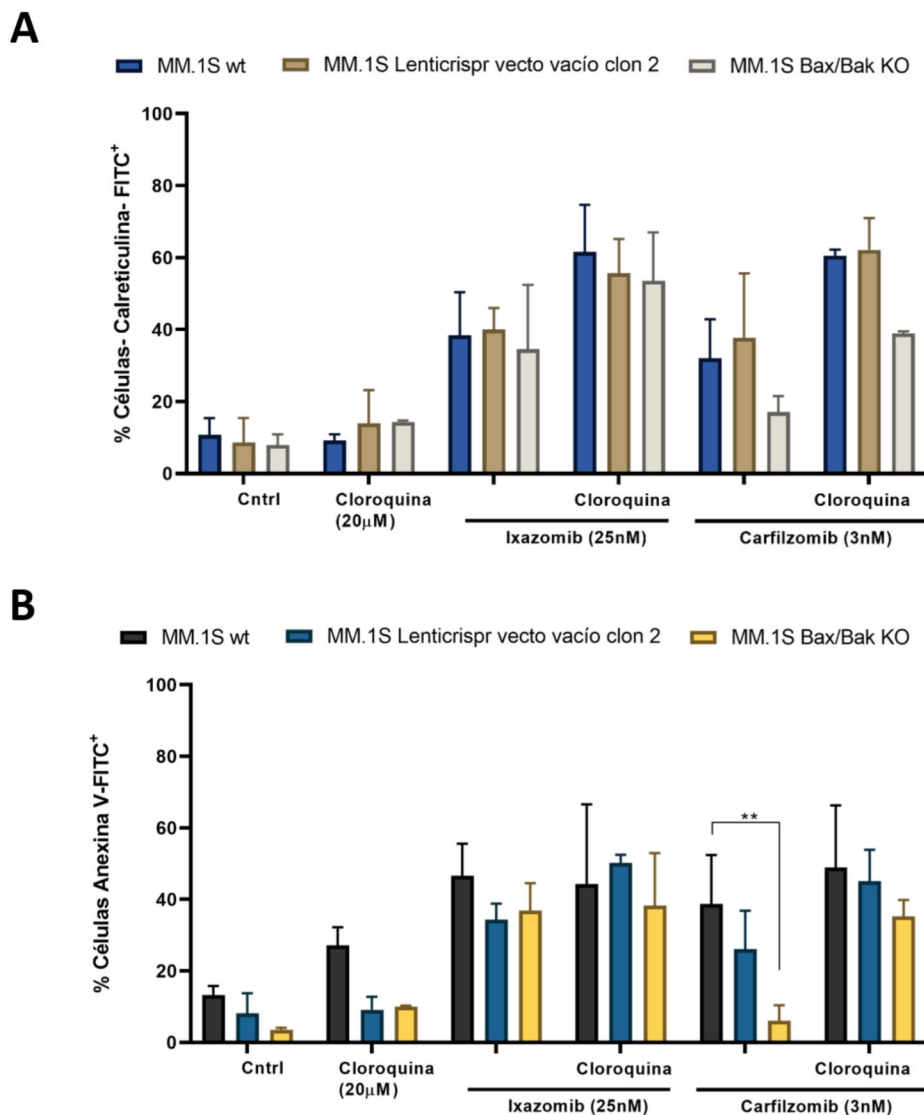 A
MM.1S wt MM.1S Lenticrispr vecto vacío clon 2 MM.1S Bax/Bak KO
% Células- Calreticulina- FITC+
100
80
60
40
20
0
Cntrl Cloroquina Cloroquina Cloroquina
(20µM)
Ixazomib (25nM) Carfilzomib (3nM)
B
MM.1S wt MM.1S Lenticrispr vecto vacío clon 2 MM.1S Bax/Bak KO
% Células Anexina V-FITC+
100
80
60
40
20
0
**
Cntrl Cloroquina Cloroquina Cloroquina
(20µM)
Ixazomib (25nM) Carfilzomib (3nM)